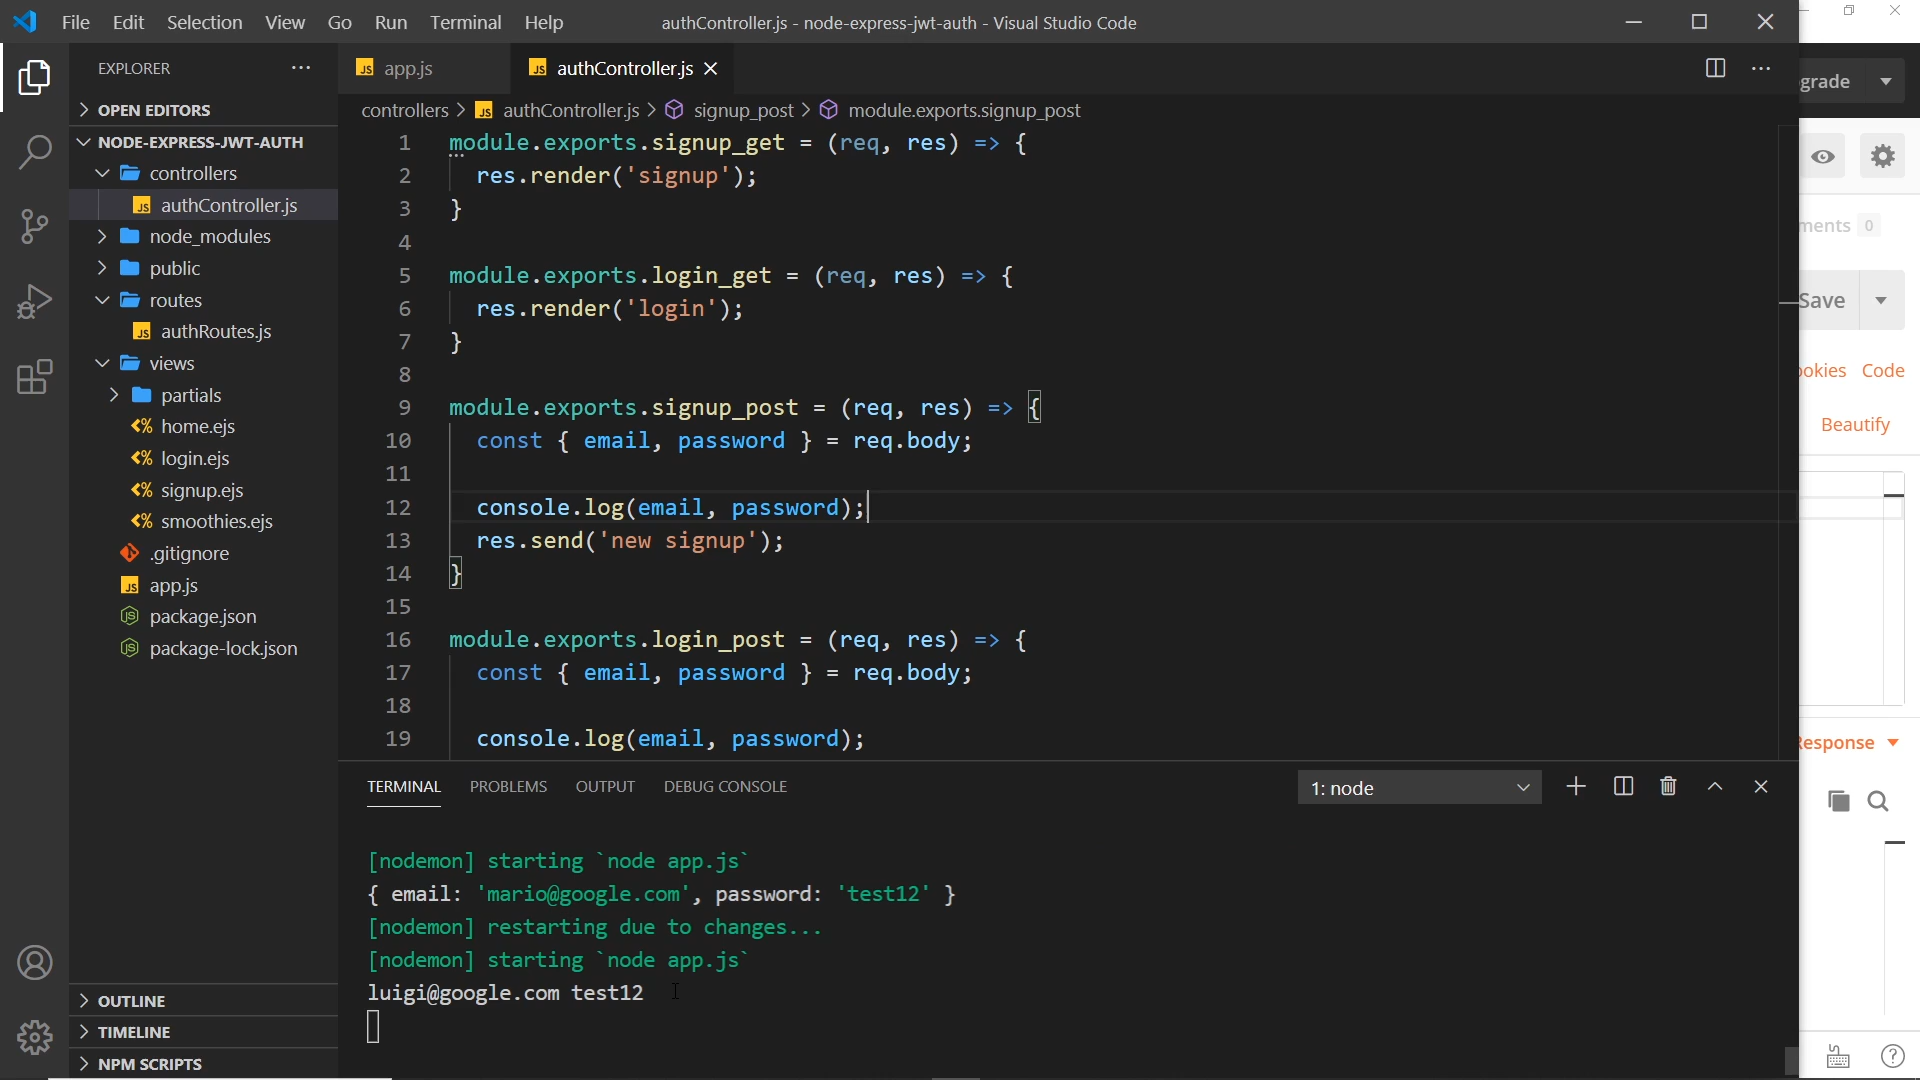 File Edit Selection View Go Run Terminal Help authController.js - node-express-jwt-auth - Visual Studio Code
EXPLORER
OPEN EDITORS
NODE-EXPRESS-JWT-AUTH
controllers
JS authController.js
node_modules
public
routes
JS authRoutes.js
views
partials
<% home.ejs
<% login.ejs
<% signup.ejs
<% smoothies.ejs
.gitignore
JS app.js
package.json
package-lock.json
OUTLINE
TIMELINE
NPM SCRIPTS
JS app.js JS authController.js
controllers > JS authController.js > signup_post > module.exports.signup_post
1 module.exports.signup_get = (req, res) => {
2 res.render('signup');
3 }
4
5 module.exports.login_get = (req, res) => {
6 res.render('login');
7 }
8
9 module.exports.signup_post = (req, res) => {
10 const { email, password } = req.body;
11
12 console.log(email, password);
13 res.send('new signup');
14 }
15
16 module.exports.login_post = (req, res) => {
17 const { email, password } = req.body;
18
19 console.log(email, password);
TERMINAL PROBLEMS OUTPUT DEBUG CONSOLE 1: node
[nodemon] starting `node app.js`
{ email: 'mario@google.com', password: 'test12' }
[nodemon] restarting due to changes...
[nodemon] starting `node app.js`
luigi@google.com test12
grade
ments 0
Save
okies Code
Beautify
Response